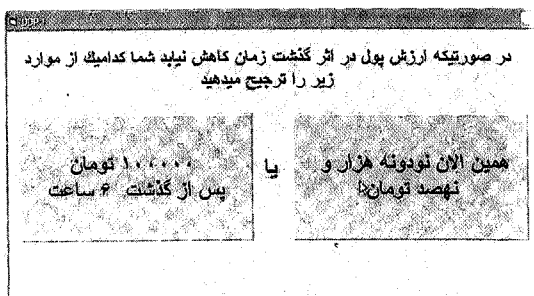 در صورتیکه ارزش پول در اثر گذشت زمان کاهش نیابد شما کدامیك از موارد
زیر را ترجیح میدهید
همین الان نودونه هزار و
نهصد تومان
یا
۱۰۰۰۰۰ تومان
پس از گذشت ۶ ساعت